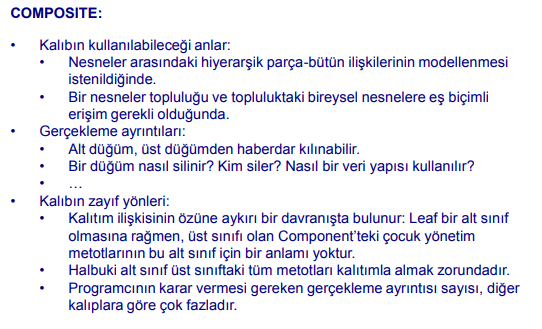 COMPOSITE:
• Kalıbın kullanılabileceği anlar:
• Nesneler arasındaki hiyerarşik parça-bütün ilişkilerinin modellenmesi
istenildiğinde.
• Bir nesneler topluluğu ve topluluktaki bireysel nesnelere eş biçimli
erişim gerekli olduğunda.
• Gerçekleme ayrıntıları:
• Alt düğüm, üst düğümden haberdar kılınabilir.
• Bir düğüm nasıl silinir? Kim siler? Nasıl bir veri yapısı kullanılır?
• …
• Kalıbın zayıf yönleri:
• Kalıtım ilişkisinin özüne aykırı bir davranışta bulunur: Leaf bir alt sınıf
olmasına rağmen, üst sınıfı olan Component’teki çocuk yönetim
metotlarının bu alt sınıf için bir anlamı yoktur.
• Halbuki alt sınıf üst sınıftaki tüm metotları kalıtımla almak zorundadır.
• Programcının karar vermesi gereken gerçekleme ayrıntısı sayısı, diğer
kalıplara göre çok fazladır.